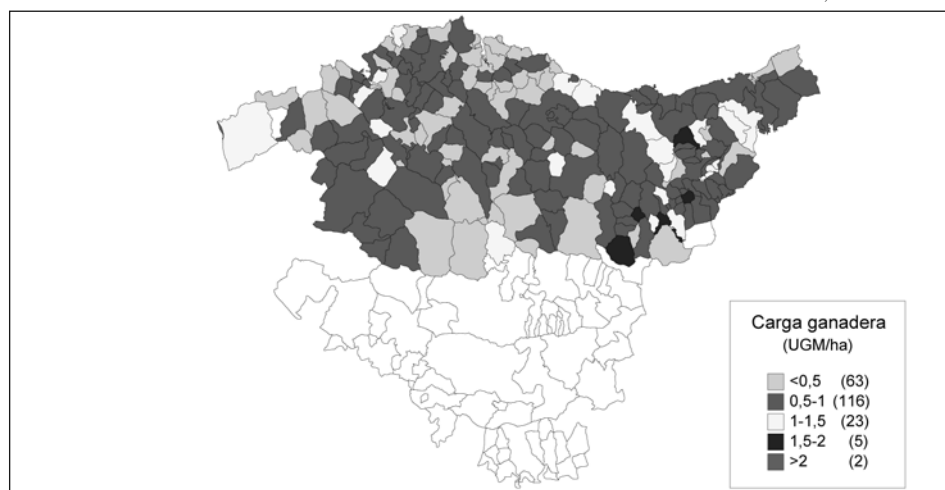 Carga ganadera
(UGM/ha)
<0,5 (63)
0,5-1 (116)
1-1,5 (23)
1,5-2 (5)
>2 (2)